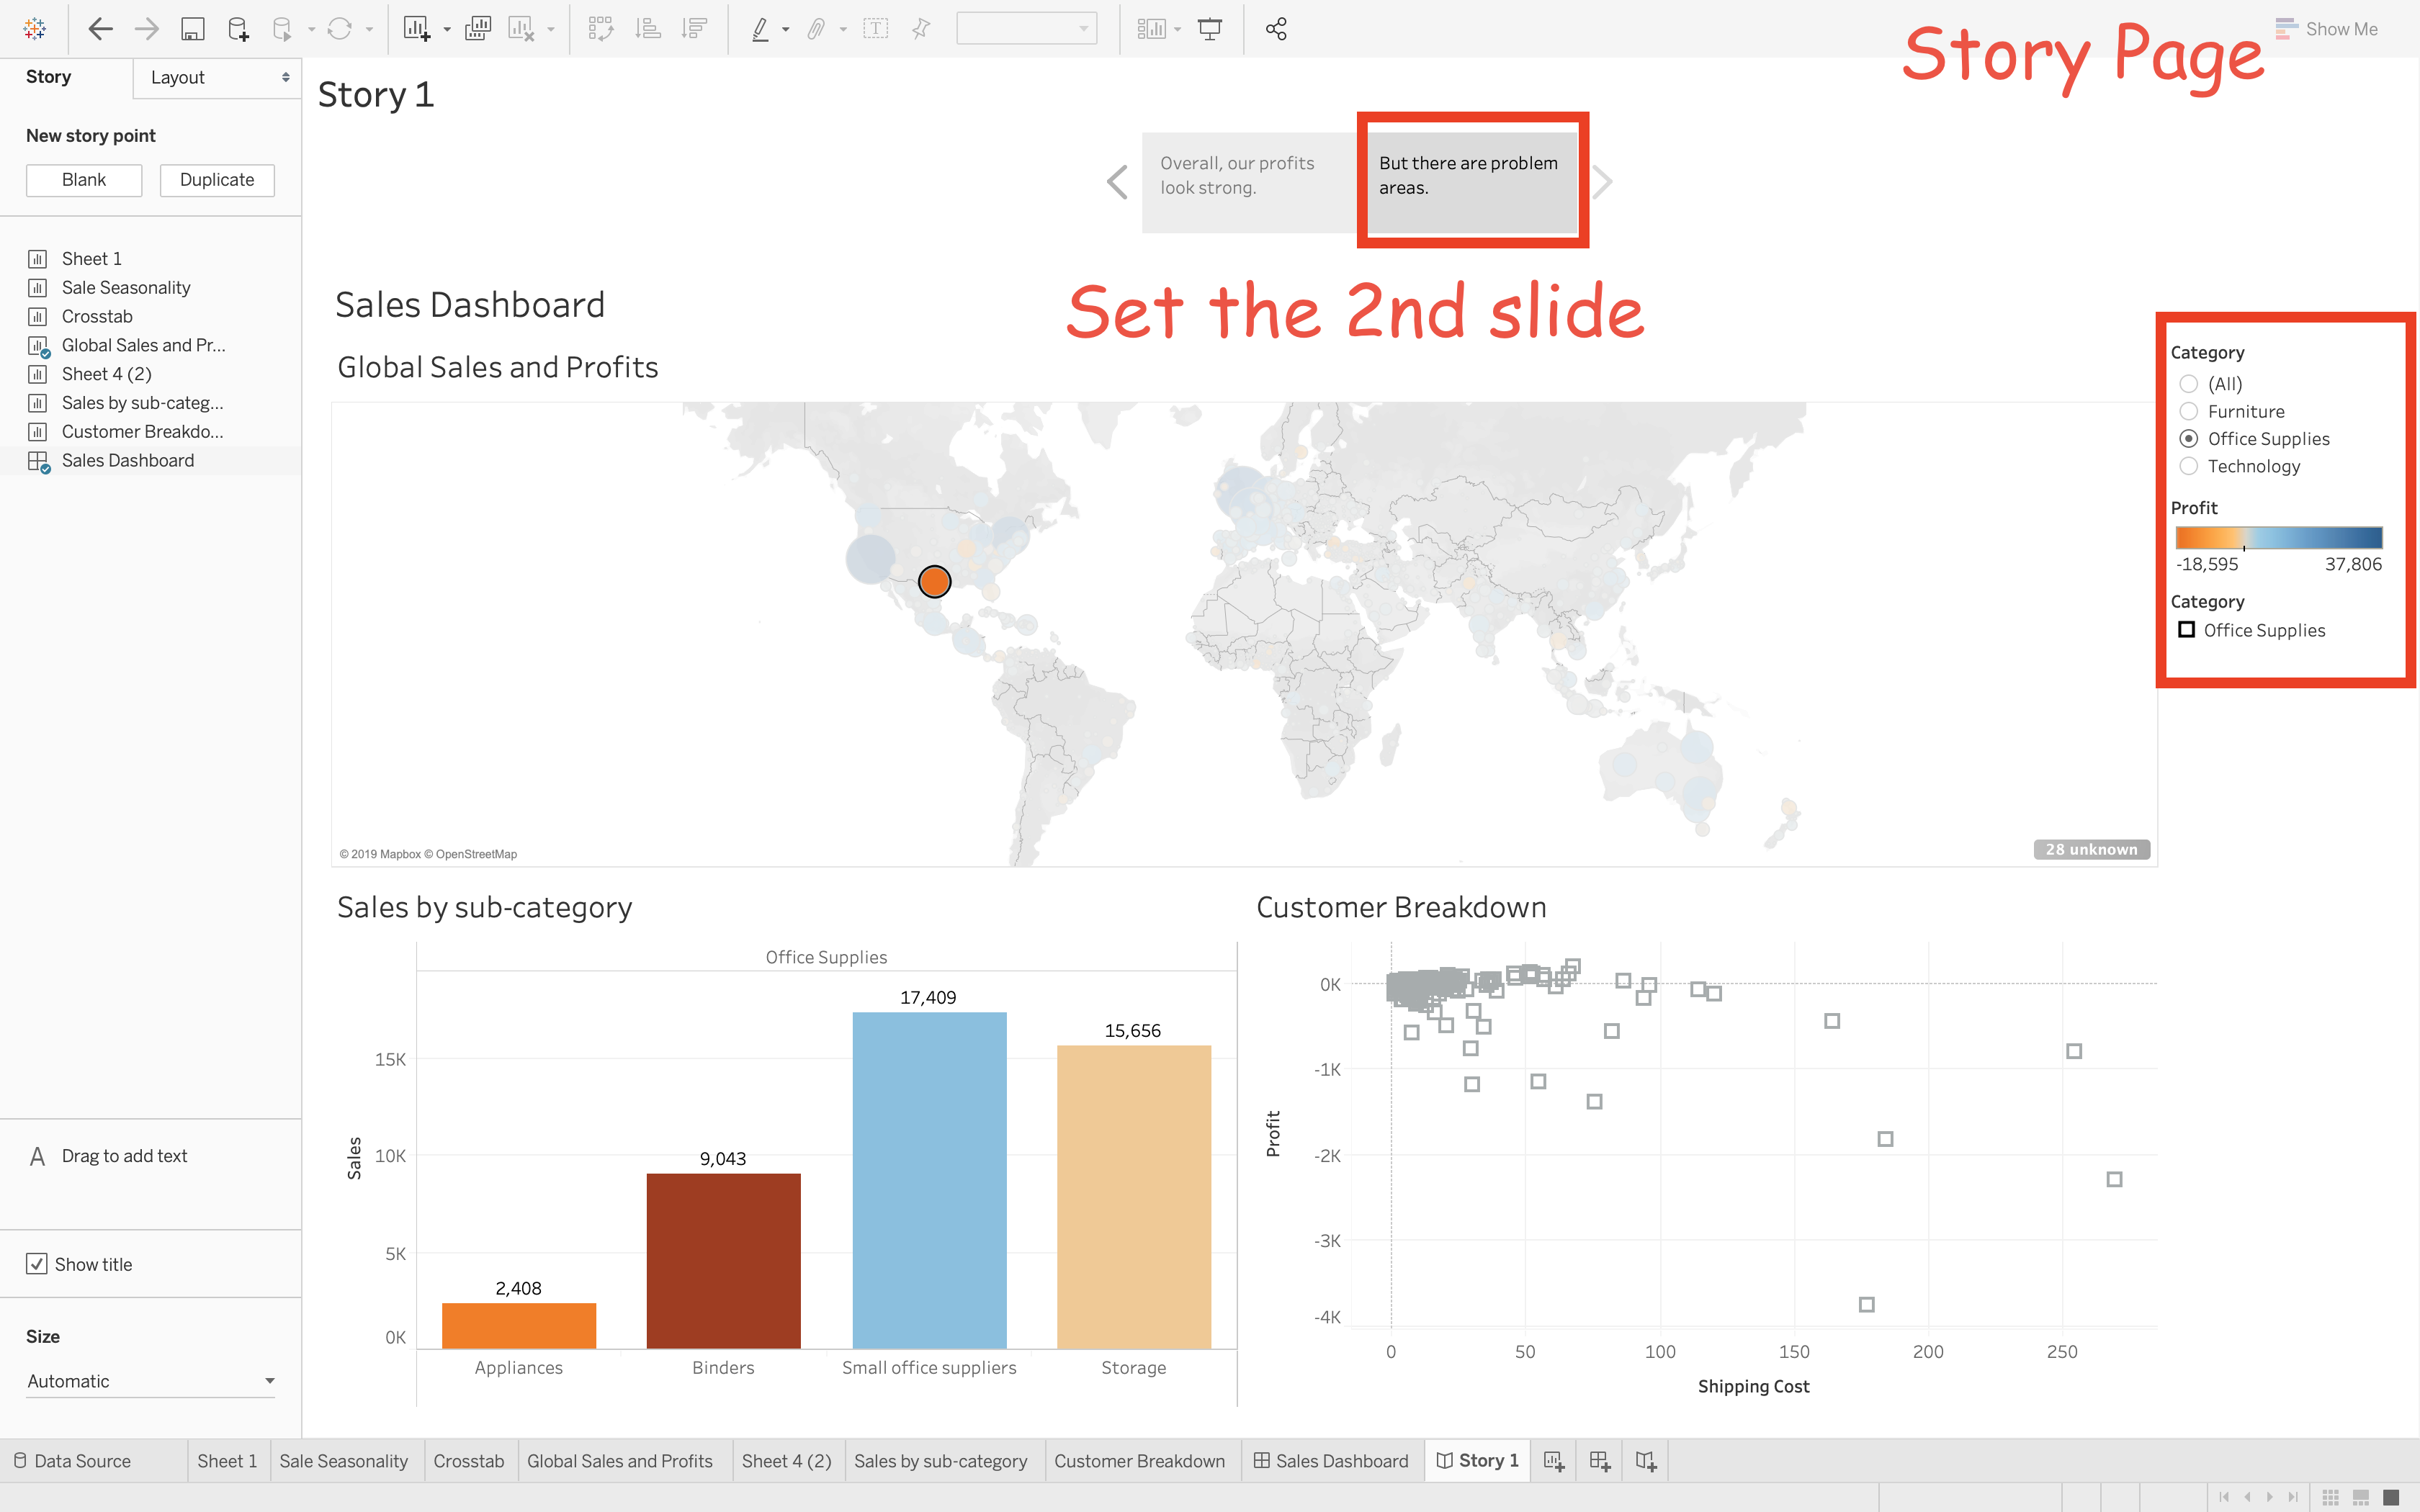 Show Me
Story Page
Story
Layout
Story 1
New story point
Blank
Duplicate
Overall, our profits
look strong.
But there are problem
areas.
Sheet 1
Sale Seasonality
Crosstab
Global Sales and Pr...
Sheet 4 (2)
Sales by sub-categ...
Customer Breakdo...
Sales Dashboard
Sales Dashboard
Set the 2nd slide
Global Sales and Profits
Category
(All)
Furniture
Office Supplies
Technology
Profit
-18,595 37,806
Category
Office Supplies
© 2019 Mapbox © OpenStreetMap
28 unknown
Sales by sub-category
Office Supplies
17,409
15,656
9,043
2,408
15K
10K
5K
0K
Sales
Appliances Binders Small office suppliers Storage
Customer Breakdown
0K
-1K
-2K
-3K
-4K
Profit
0 50 100 150 200 250
Shipping Cost
A Drag to add text
Show title
Size
Automatic
Data Source Sheet 1 Sale Seasonality Crosstab Global Sales and Profits Sheet 4 (2) Sales by sub-category Customer Breakdown Sales Dashboard Story 1